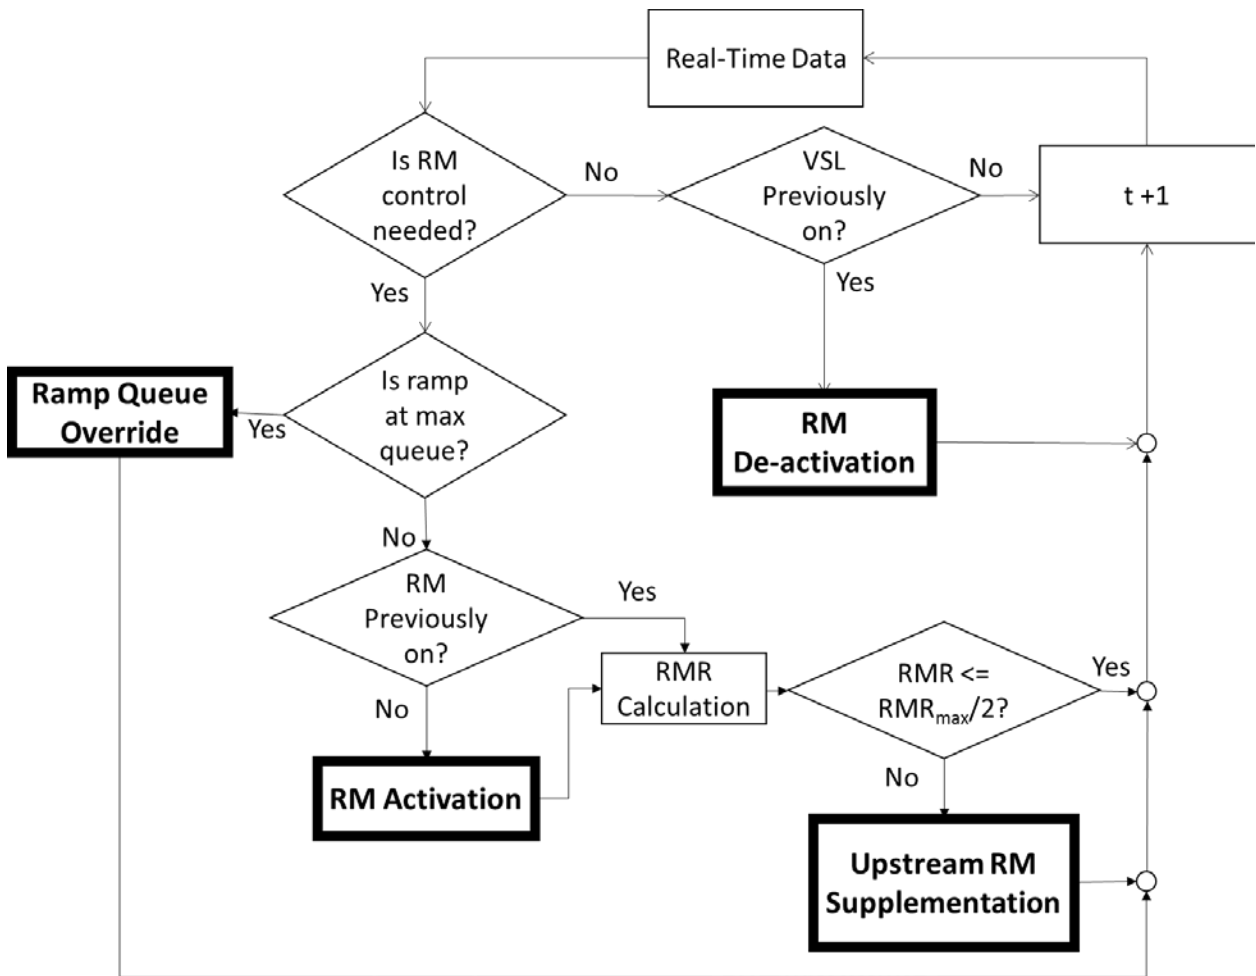 Real-Time Data
Is RM
control
needed?
No
VSL
Previously
on?
No
t +1
Yes
Yes
Ramp Queue
Override
Yes
Is ramp
at max
queue?
RM
De-activation
No
RM
Previously
on?
Yes
RMR
Calculation
RMR <=
RMRmax/2?
Yes
No
RM Activation
No
Upstream RM
Supplementation